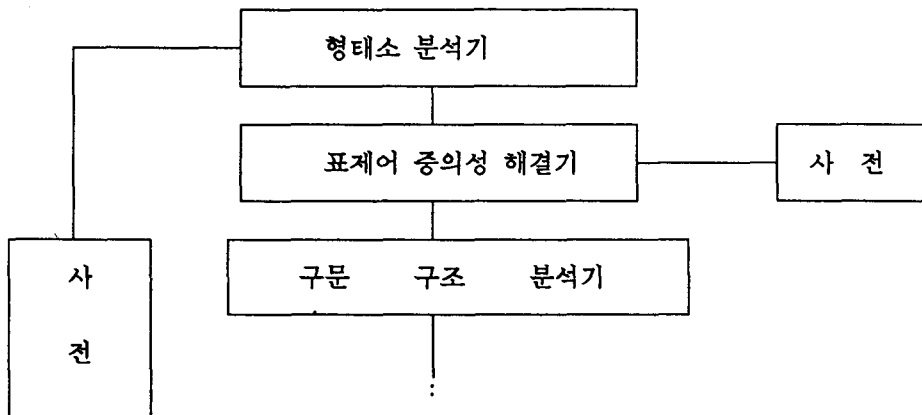 형태소 분석기
표제어 중의성 해결기
사 전
구문 구조 분석기
사
전